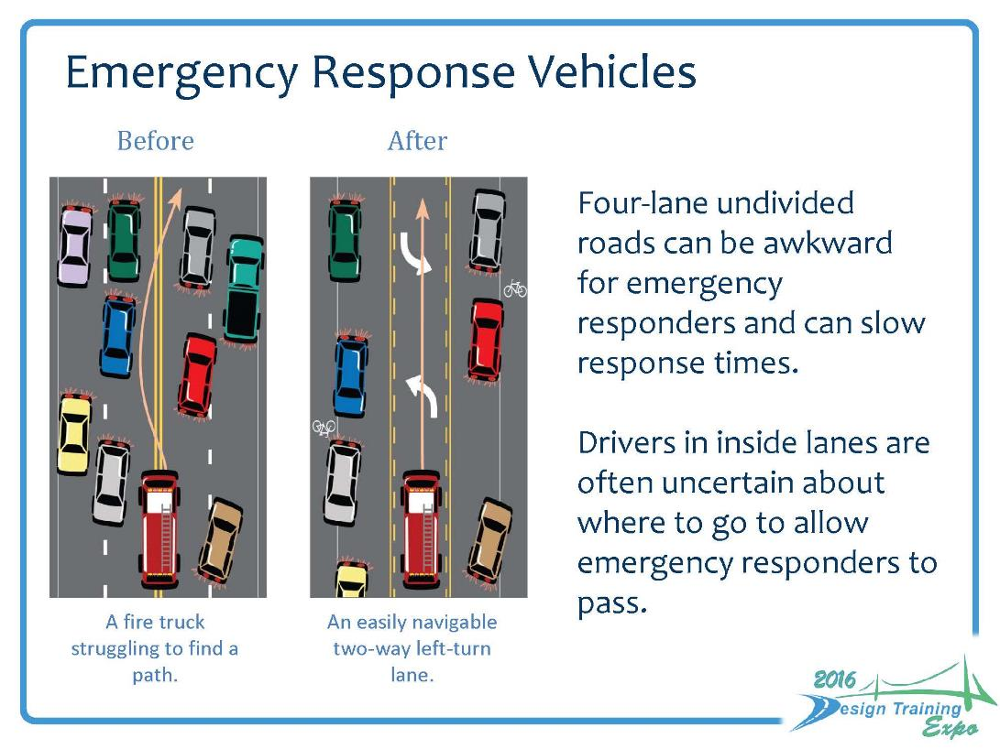 Emergency Response Vehicles
Before
After
A fire truck
struggling to find a
path.
An easily navigable
two-way left-turn
lane.
Four-lane undivided
roads can be awkward
for emergency
responders and can slow
response times.
Drivers in inside lanes are
often uncertain about
where to go to allow
emergency responders to
pass.
2016
Design Training
Expo